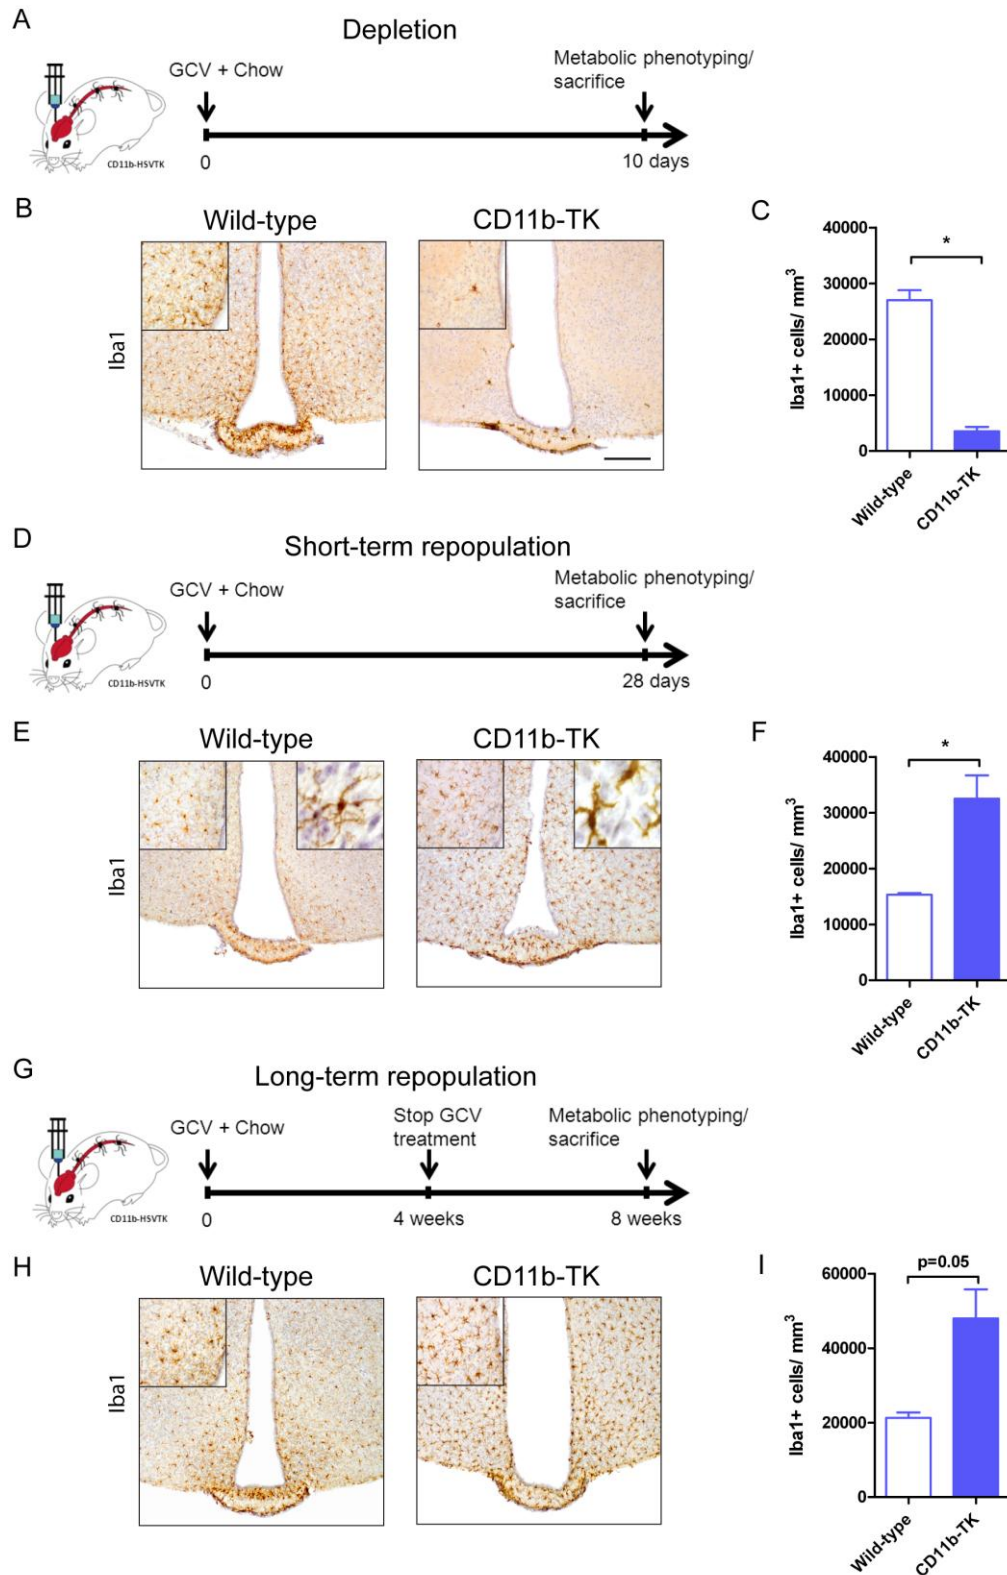 A
Depletion
GCV + Chow
Metabolic phenotyping/
sacrifice
CD11b-HSVTK
0
10 days
B
Wild-type
CD11b-TK
Iba1
C
40000
30000
20000
10000
0
Iba1+ cells/ mm³
*
Wild-type
CD11b-TK
D
Short-term repopulation
GCV + Chow
Metabolic phenotyping/
sacrifice
CD11b-HSVTK
0
28 days
E
Wild-type
CD11b-TK
Iba1
F
40000
30000
20000
10000
0
Iba1+ cells/ mm³
*
Wild-type
CD11b-TK
G
Long-term repopulation
GCV + Chow
Stop GCV
treatment
Metabolic phenotyping/
sacrifice
CD11b-HSVTK
0
4 weeks
8 weeks
H
Wild-type
CD11b-TK
Iba1
I
p=0.05
60000
40000
20000
0
Iba1+ cells/ mm³
Wild-type
CD11b-TK